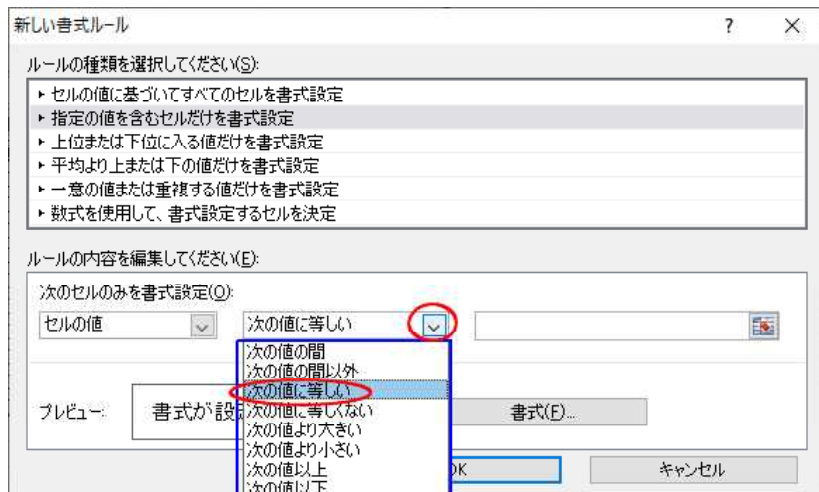 新しい書式ルール ? ×
ルールの種類を選択してください(S):
► セルの値に基づいてすべてのセルを書式設定
► 指定の値を含むセルだけを書式設定
► 上位または下位に入る値だけを書式設定
► 平均より上または下の値だけを書式設定
► 一意の値または重複する値だけを書式設定
► 数式を使用して、書式設定するセルを決定
ルールの内容を編集してください(E):
次のセルのみを書式設定(O):
セルの値 次の値に等しい
次の値の間
次の値の間以外
次の値に等しい
次の値に等しくない
次の値より大きい
次の値より小さい
次の値以上
次の値以下
プレビュー: 書式が設 書式(F)...
OK キャンセル